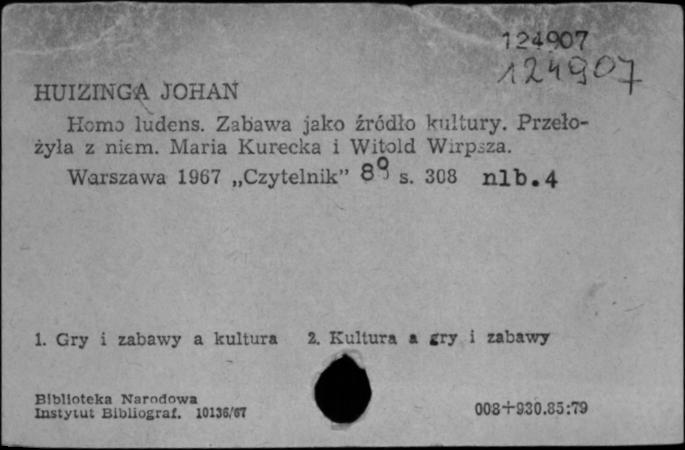 124907
124907
HUIZINGA JOHAN
Homo ludens. Zabawa jako źródło kultury. Przeło-
żyła z niem. Maria Kurecka i Witold Wirpsza.
Warszawa 1967 „Czytelnik” 8° s. 308 nlb. 4
1. Gry i zabawy a kultura 2. Kultura a gry i zabawy
Biblioteka Narodowa
Instytut Bibliograf. 10136/67
008+930.85:79